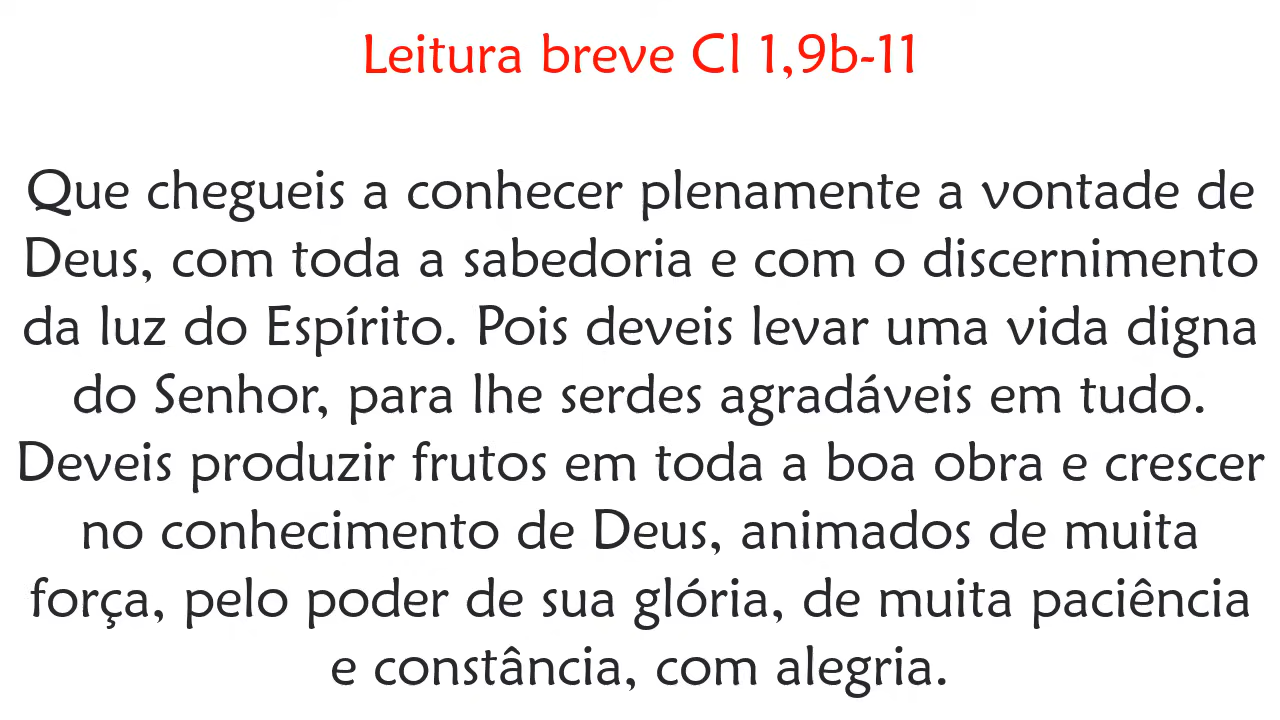 Leitura breve Cl 1,9b-11
Que chegueis a conhecer plenamente a vontade de
Deus, com toda a sabedoria e com o discernimento
da luz do Espírito. Pois deveis levar uma vida digna
do Senhor, para lhe serdes agradáveis em tudo.
Deveis produzir frutos em toda a boa obra e crescer
no conhecimento de Deus, animados de muita
força, pelo poder de sua glória, de muita paciência
e constância, com alegria.